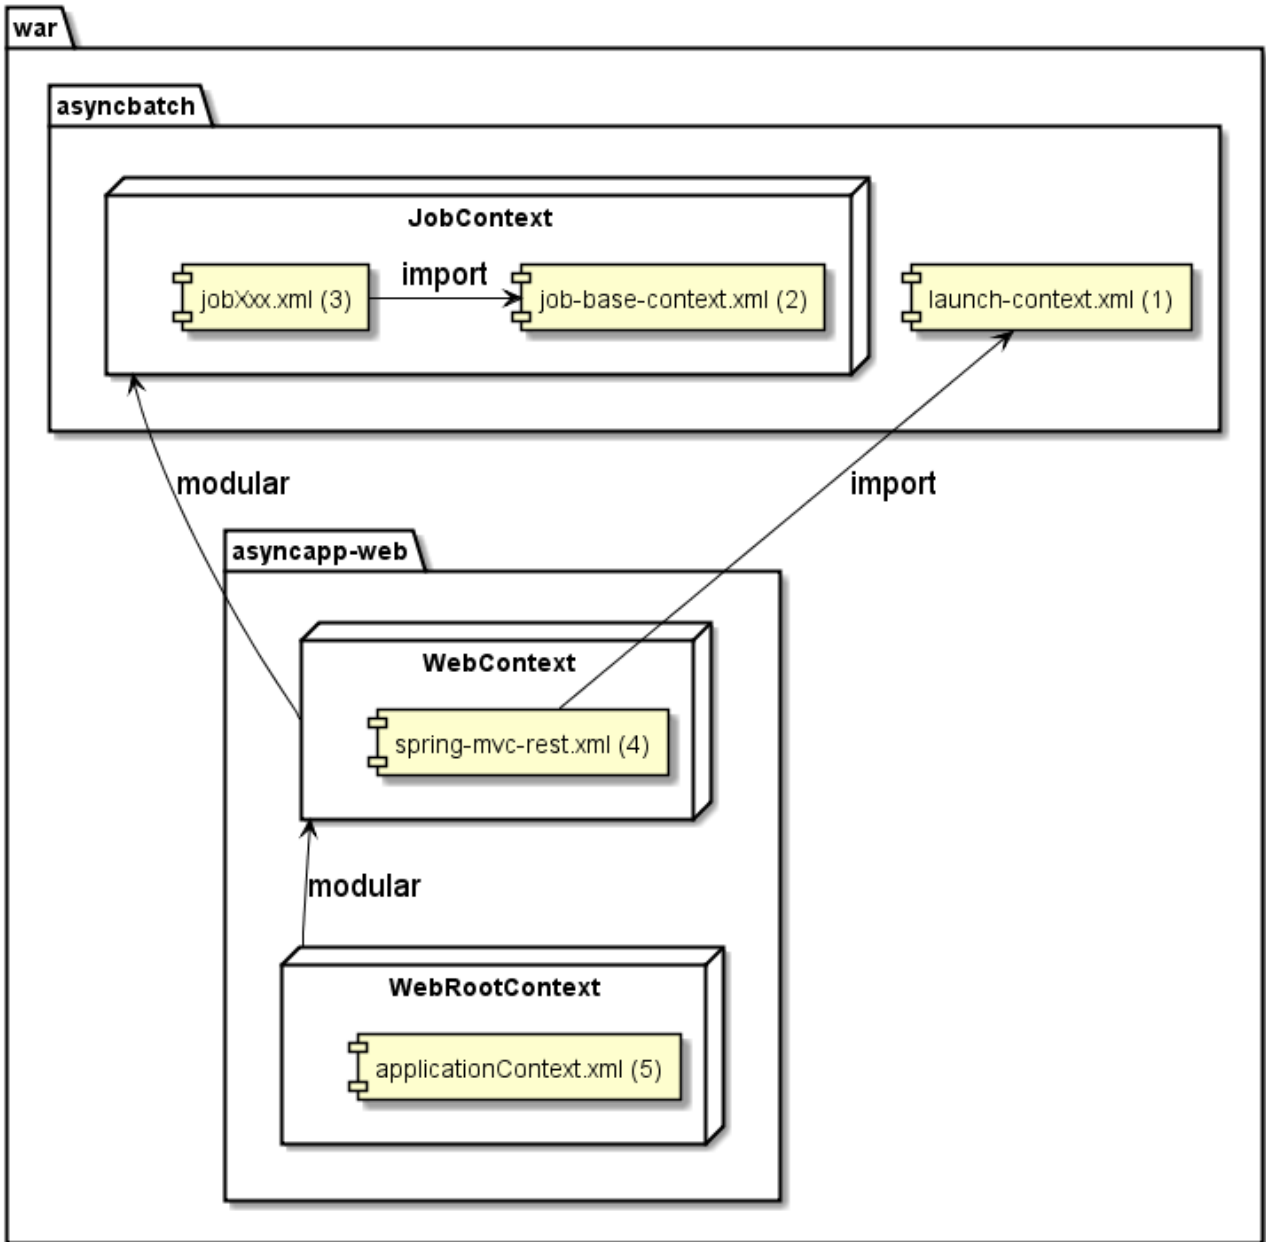 war
asyncbatch
JobContext
jobXxx.xml (3)
import
job-base-context.xml (2)
launch-context.xml (1)
modular
import
asyncapp-web
WebContext
spring-mvc-rest.xml (4)
modular
WebRootContext
applicationContext.xml (5)